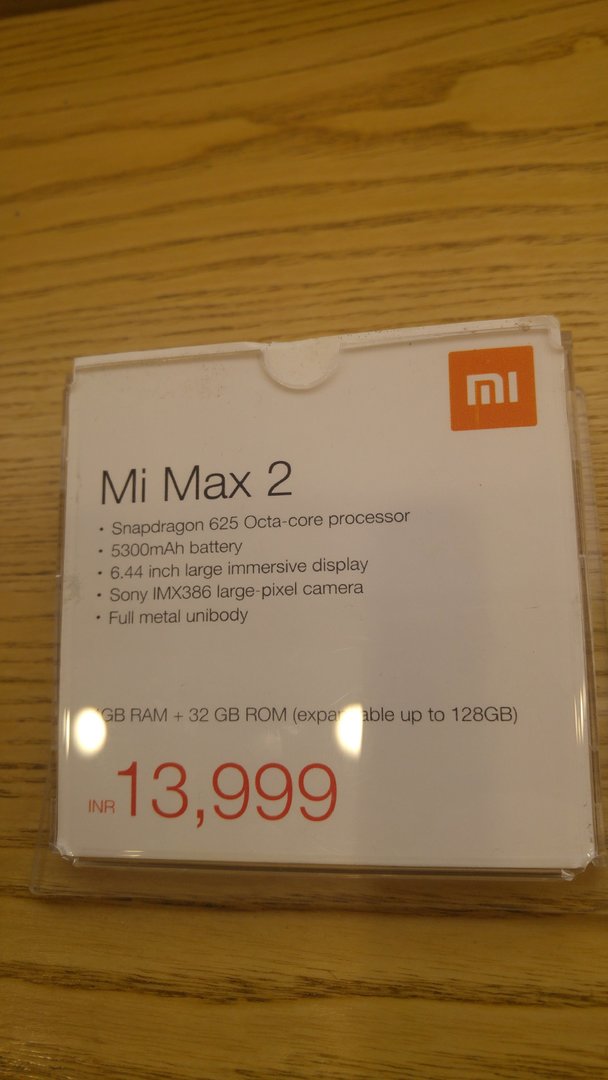 mi
Mi Max 2
• Snapdragon 625 Octa-core processor
• 5300mAh battery
• 6.44 inch large immersive display
• Sony IMX386 large-pixel camera
• Full metal unibody
RAM + 32 GB ROM up to 128GB)
INR 13,999